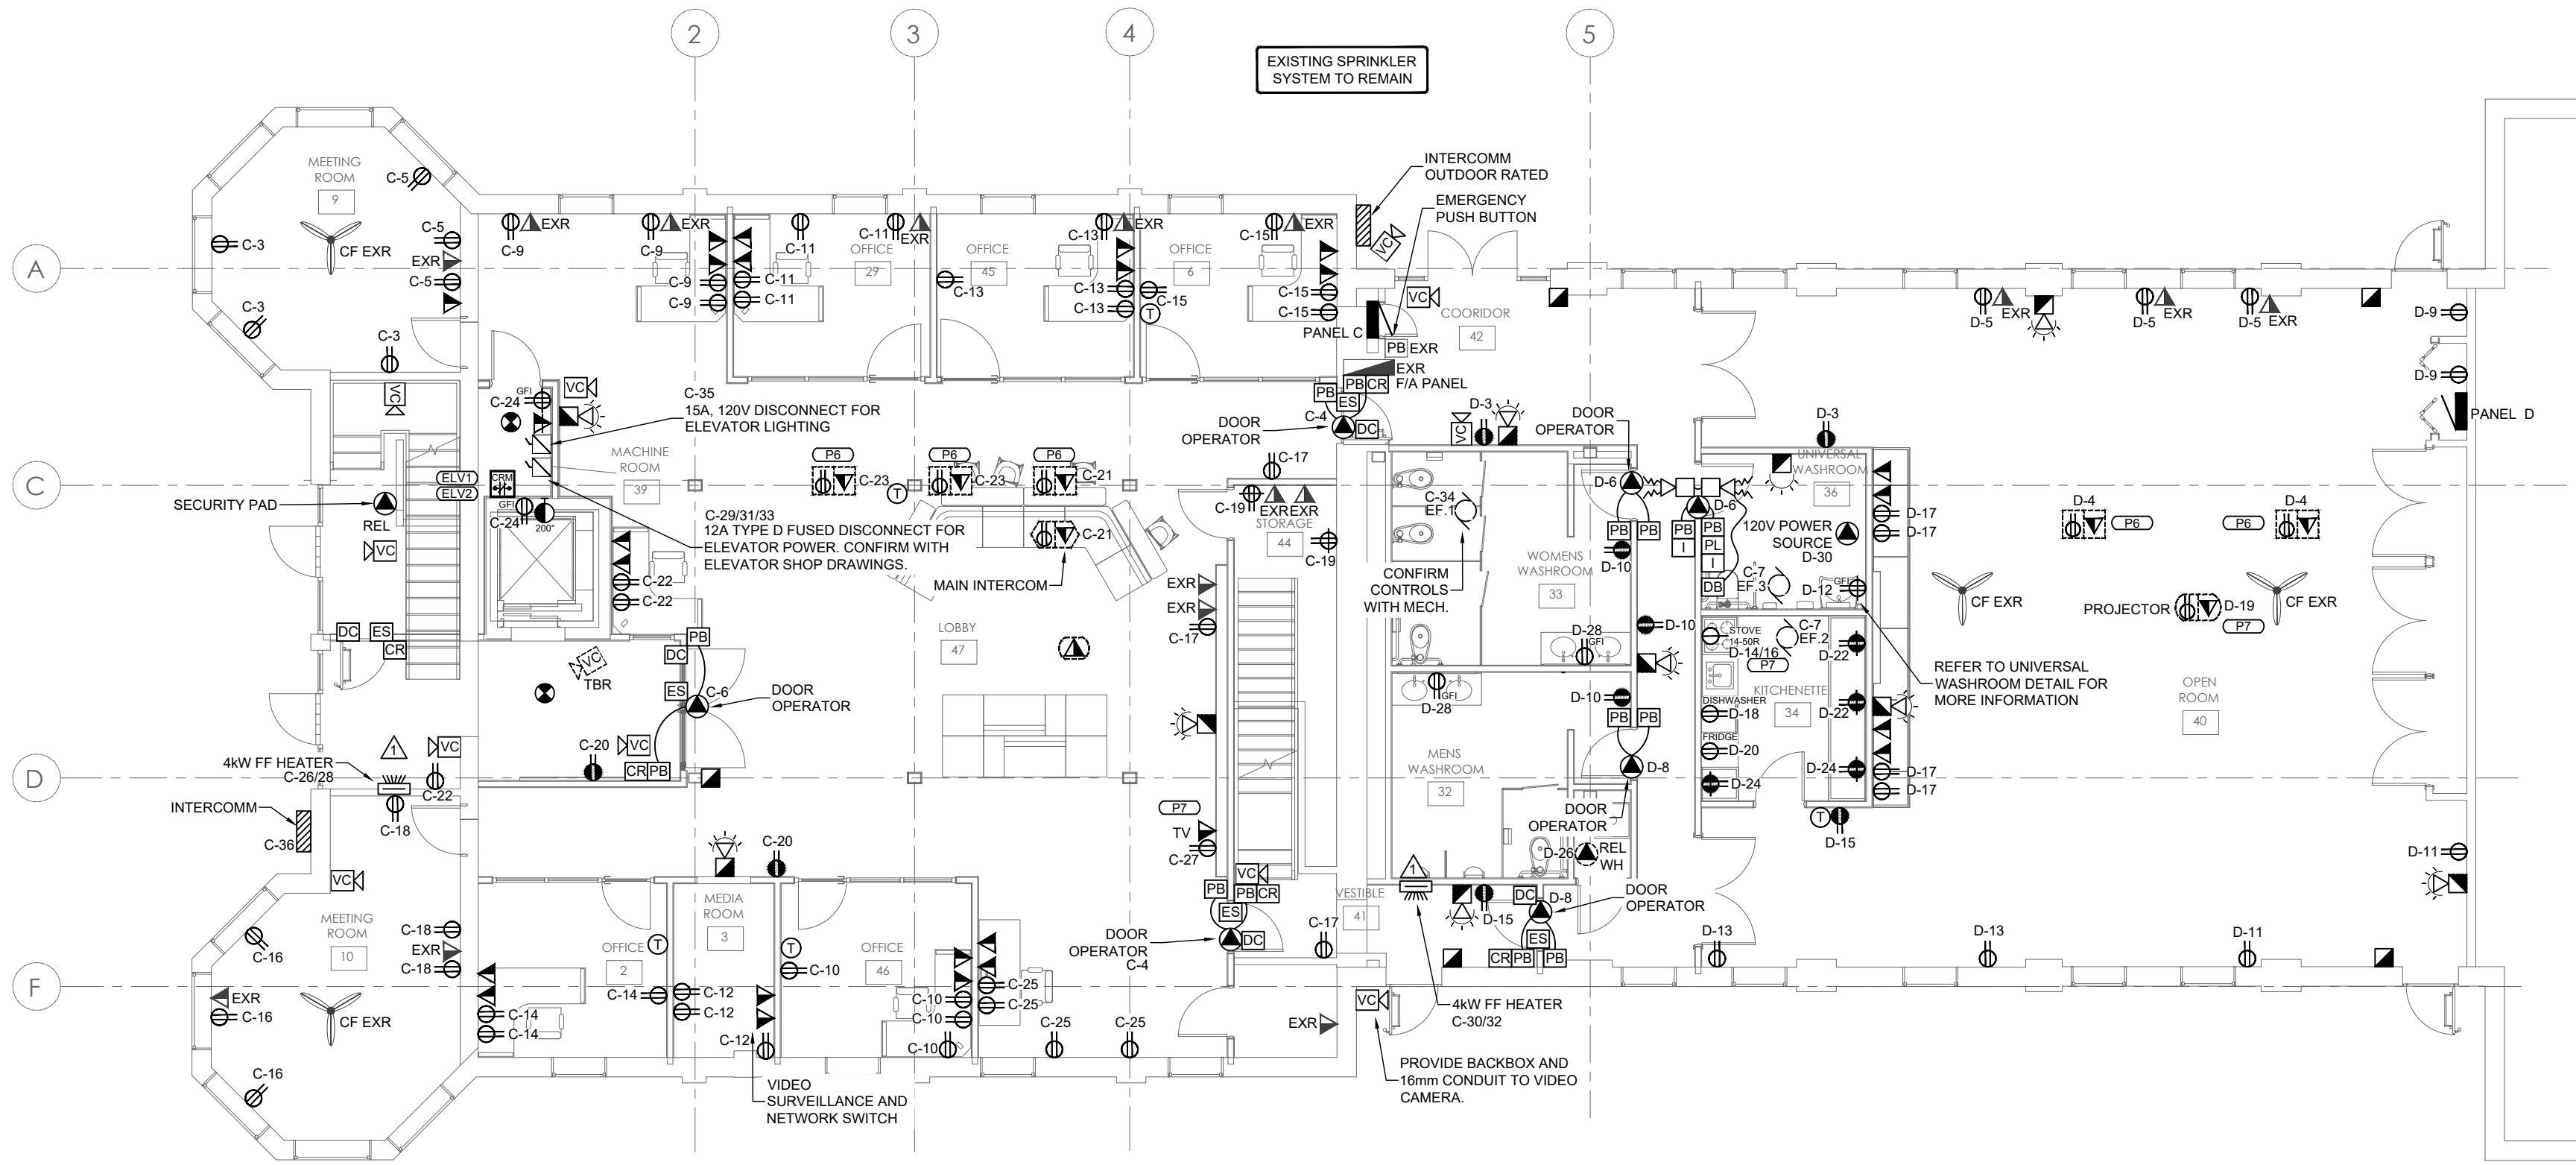 2
3
4
5
EXISTING SPRINKLER
SYSTEM TO REMAIN
A
C
D
F
MEETING
ROOM
9
C-5
C-3
CF EXR
C-5
EXR
C-5
C-3
C-3
VC
EXR
C-9
EXR
C-9
C-9
C-9
C-11
C-11
EXR
OFFICE
29
C-11
C-11
OFFICE
45
C-13
EXR
C-13
C-13
C-13
OFFICE
6
C-15
EXR
C-15
T
C-15
C-15
INTERCOMM
OUTDOOR RATED
VC
EMERGENCY
PUSH BUTTON
VC
COORIDOR
42
PANEL C
PB
EXR
EXR
F/A PANEL
PB
PB
CR
ES
C-4
DC
DOOR
OPERATOR
D-5
EXR
D-5
EXR
D-5
EXR
D-9
D-9
PANEL D
GFI
C-24
VC
C-35
15A, 120V DISCONNECT FOR
ELEVATOR LIGHTING
MACHINE
ROOM
39
ELV1
ELV2
CRM
GFI
C-24
200°
SECURITY PAD
REL
VC
P6
C-23
T
P6
C-23
P6
C-21
C-21
C-29/31/33
12A TYPE D FUSED DISCONNECT FOR
ELEVATOR POWER. CONFIRM WITH
ELEVATOR SHOP DRAWINGS.
MAIN INTERCOM
C-22
C-22
C-17
C-19
EXR
EXR
STORAGE
44
C-19
EXR
EXR
C-17
LOBBY
47
VC
D-3
DOOR
OPERATOR
D-6
D-6
C-34
EF.1
CONFIRM
CONTROLS
WITH MECH.
WOMENS
WASHROOM
33
PB
PB
D-10
D-10
D-28
GFI
PB
I
PB
PL
I
DB
D-3
UNIVERSAL
WASHROOM
36
120V POWER
SOURCE
D-30
D-17
D-17
C-7
EF.3
D-12
GFI
STOVE
14-50R
D-14/16
C-7
EF.2
P7
D-22
KITCHENETTE
34
DISHWASHER
D-18
D-22
FRIDGE
D-20
D-24
D-24
D-17
D-17
T
D-15
REFER TO UNIVERSAL
WASHROOM DETAIL FOR
MORE INFORMATION
D-4
P6
P6
D-4
CF EXR
PROJECTOR
D-19
CF EXR
P7
OPEN
ROOM
40
DC
ES
CR
VC
TBR
PB
DC
ES
C-6
DOOR
OPERATOR
C-20
VC
CR
PB
1
VC
4kW FF HEATER
C-26/28
C-22
C-18
INTERCOMM
C-36
VC
GFI
D-28
D-10
PB
PB
MENS
WASHROOM
32
D-8
DOOR
OPERATOR
D-26
REL
WH
P7
TV
C-27
VC
PB
PB
CR
ES
DC
DOOR
OPERATOR
C-4
VESTIBLE
41
C-17
1
D-15
DC
D-8
DOOR
OPERATOR
ES
CR
PB
PB
D-13
D-13
D-11
D-11
MEETING
ROOM
10
C-16
C-18
EXR
C-18
EXR
C-16
CF EXR
C-16
C-20
OFFICE
2
T
C-14
C-14
C-14
MEDIA
ROOM
3
C-12
C-12
C-12
T
C-10
OFFICE
46
C-10
C-10
C-10
C-25
C-25
C-25
C-25
EXR
VC
4kW FF HEATER
C-30/32
PROVIDE BACKBOX AND
16mm CONDUIT TO VIDEO
CAMERA.
VIDEO
SURVEILLANCE AND
NETWORK SWITCH